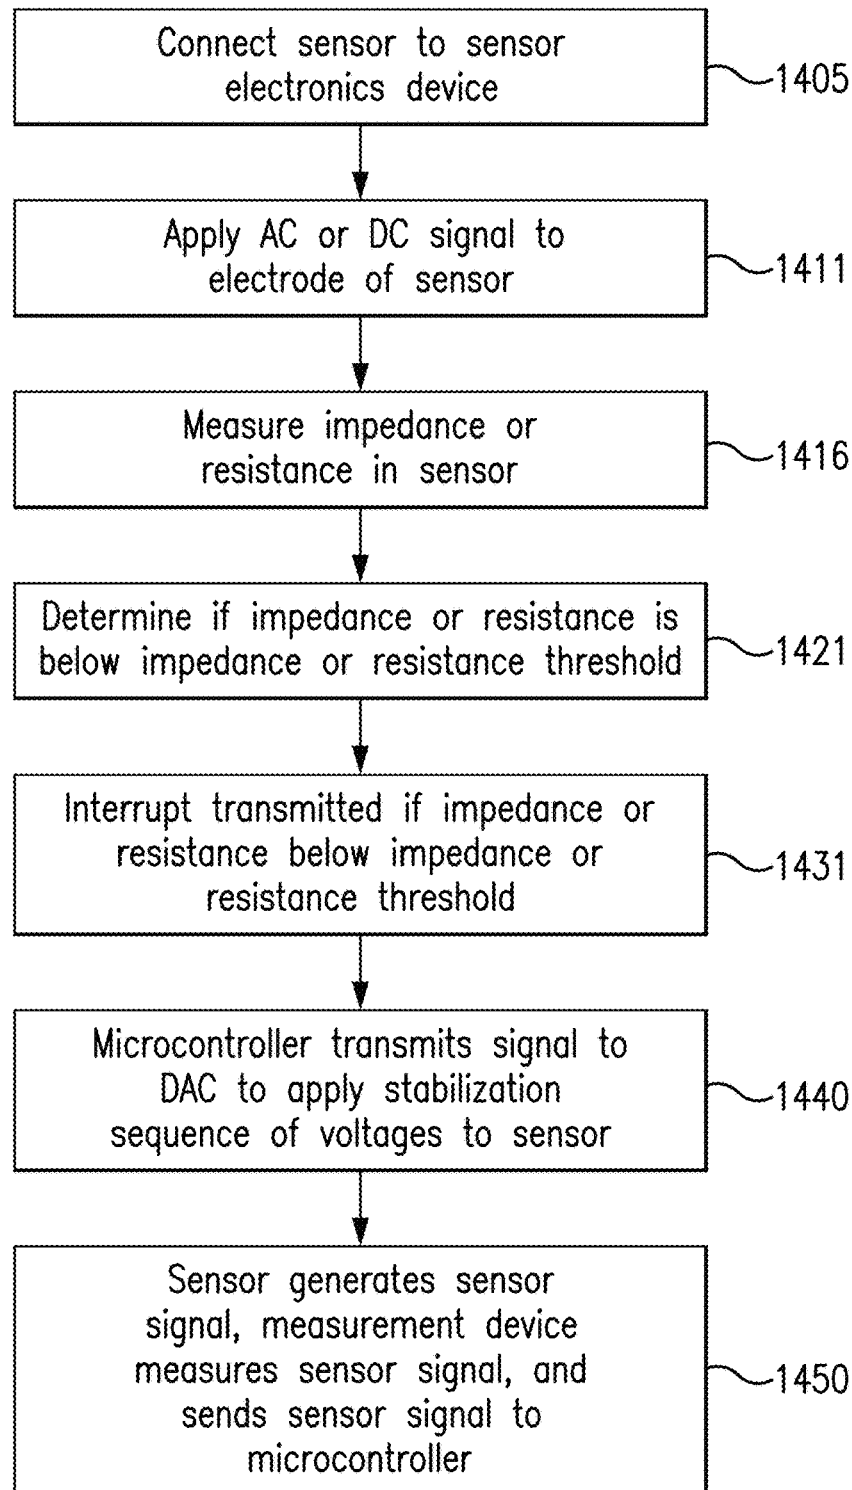 Connect sensor to sensor
electronics device
1405
Apply AC or DC signal to
electrode of sensor
1411
Measure impedance or
resistance in sensor
1416
Determine if impedance or resistance is
below impedance or resistance threshold
1421
Interrupt transmitted if impedance or
resistance below impedance or
resistance threshold
1431
Microcontroller transmits signal to
DAC to apply stabilization
sequence of voltages to sensor
1440
Sensor generates sensor
signal, measurement device
measures sensor signal, and
sends sensor signal to
microcontroller
1450